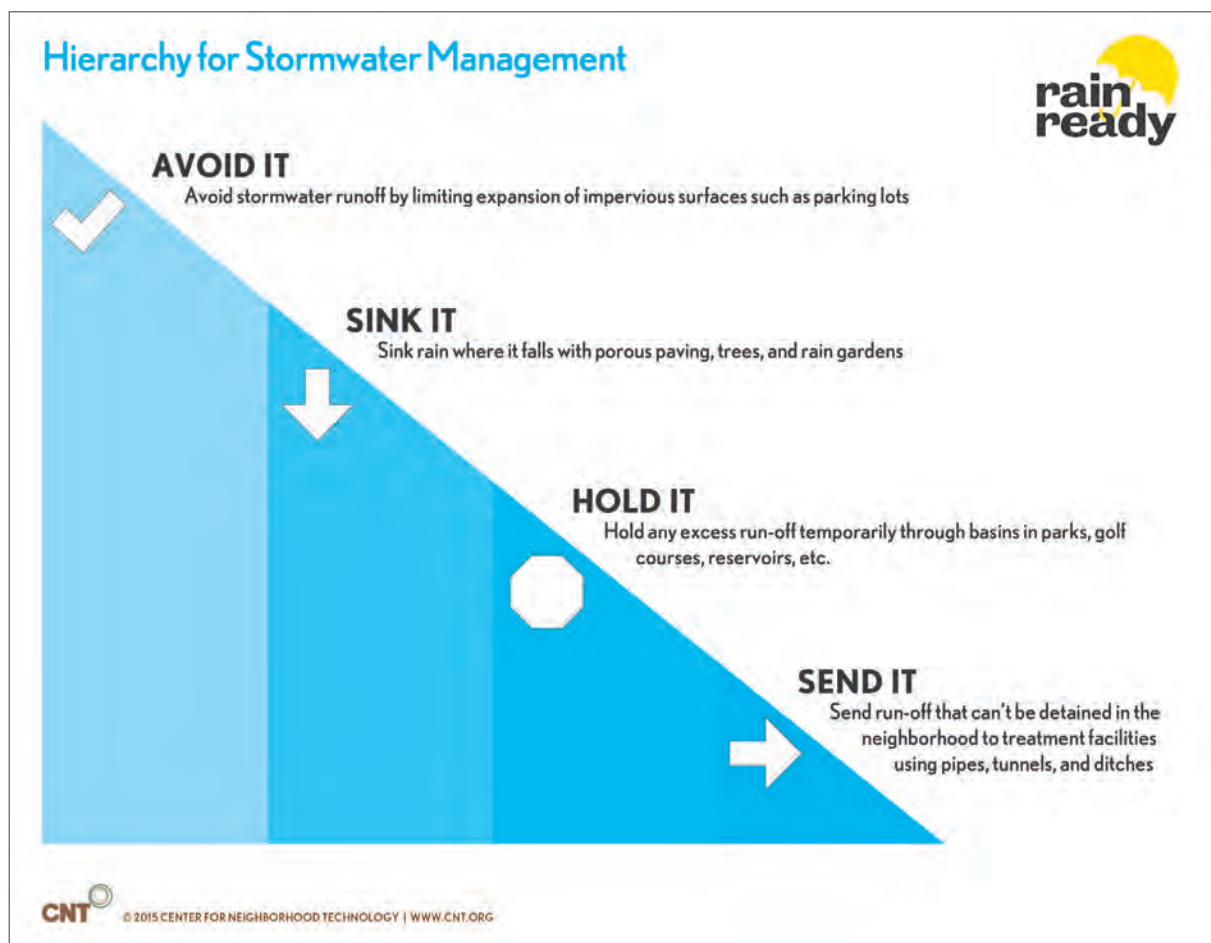 Hierarchy for Stormwater Management
rain
ready
AVOID IT
Avoid stormwater runoff by limiting expansion of impervious surfaces such as parking lots
SINK IT
Sink rain where it falls with porous paving, trees, and rain gardens
HOLD IT
Hold any excess run-off temporarily through basins in parks, golf
courses, reservoirs, etc.
SEND IT
Send run-off that can't be detained in the
neighborhood to treatment facilities
using pipes, tunnels, and ditches
CNT © 2015 CENTER FOR NEIGHBORHOOD TECHNOLOGY | WWW.CNT.ORG